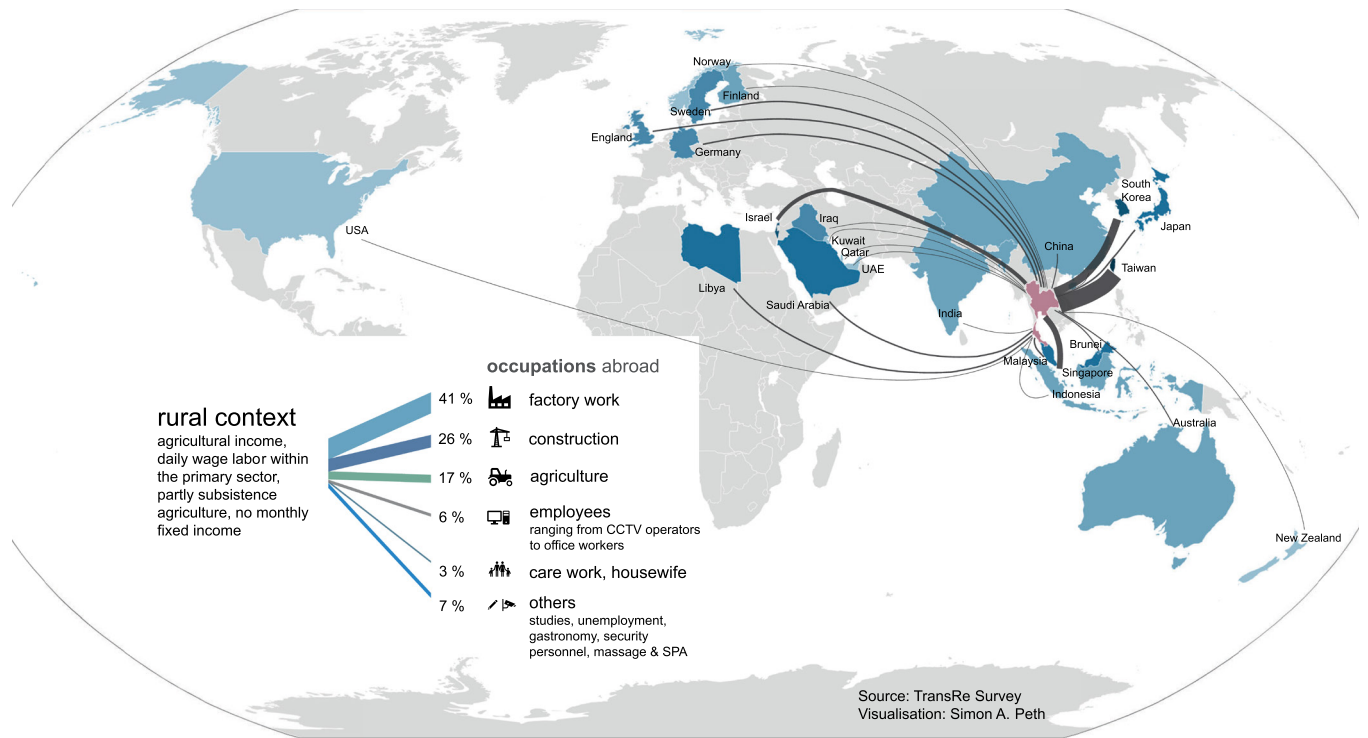 Norway
Finland
Sweden
England
Germany
South
Korea
Japan
Israel
Iraq
USA
Kuwait
China
Qatar
UAE
Taiwan
Libya
Saudi Arabia
India
Brunei
Malaysia
Singapore
Indonesia
Australia
New Zealand
occupations abroad
rural context
agricultural income,
daily wage labor within
the primary sector,
partly subsistence
agriculture, no monthly
fixed income
41 % factory work
26 % construction
17 % agriculture
6 % employees
ranging from CCTV operators
to office workers
3 % care work, housewife
7 % others
studies, unemployment,
gastronomy, security
personnel, massage & SPA
Source: TransRe Survey
Visualisation: Simon A. Peth